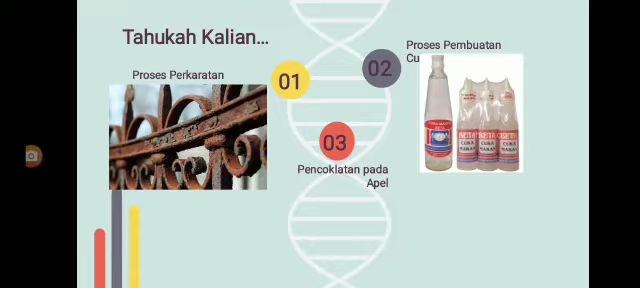 Tahukah Kalian...
Proses Perkaratan
01
02
Proses Pembuatan
Cu
03
Pencoklatan pada
Apel
CUKA
MAKAN
CUKA
MAKAN
CUKA
MAKAN